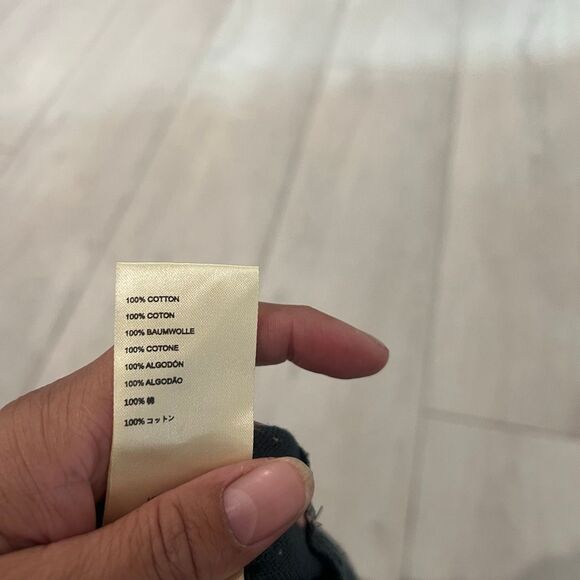 100% COTTON
100% COTON
100% BAUMWOLLE
100% COTONE
100% ALGODÓN
100% ALGODÃO
100% 棉
100% コットン